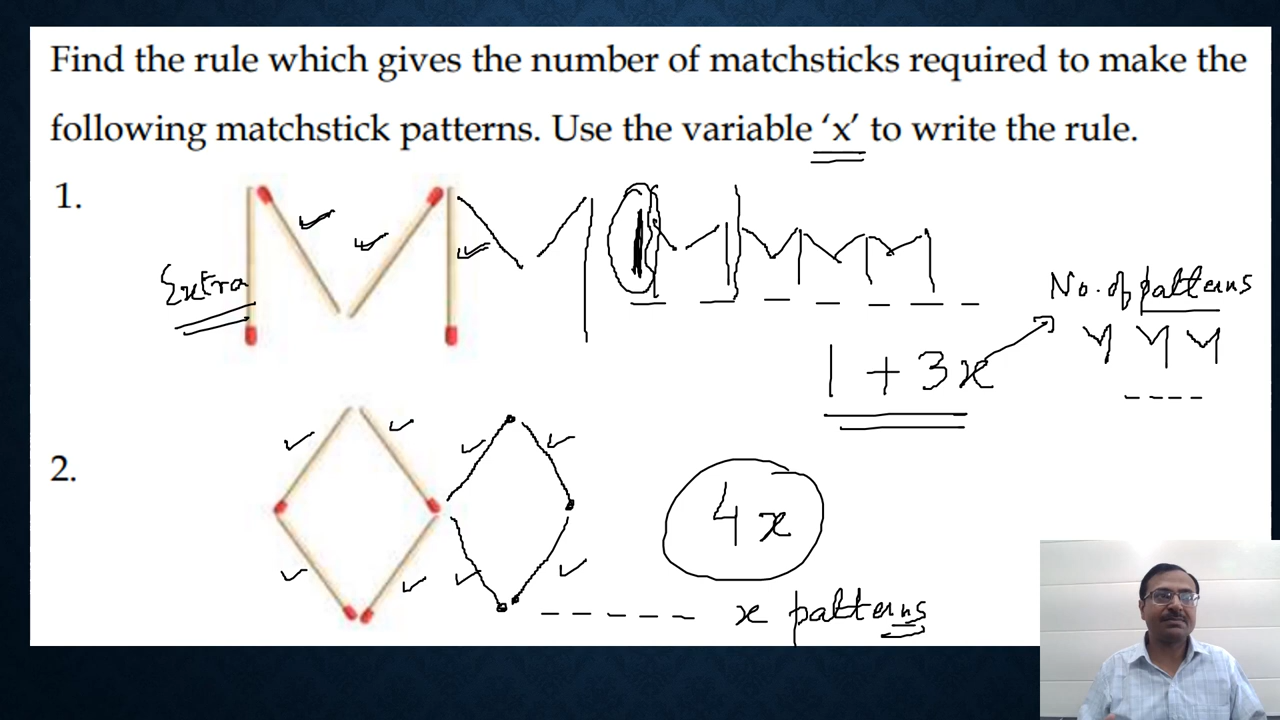 Find the rule which gives the number of matchsticks required to make the
following matchstick patterns. Use the variable ‘x’ to write the rule.
1.
Extra
No. of patterns
1 + 3x
2.
4x
x patterns